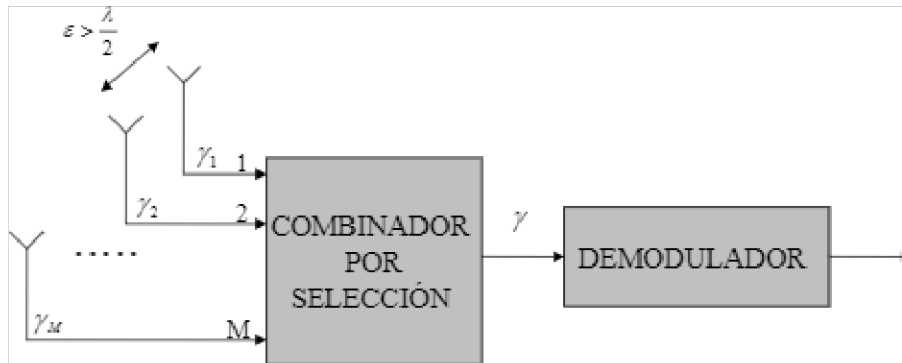 ε > λ/2
γ1 1
γ2 2
.....
γM M
COMBINADOR
POR
SELECCIÓN
γ
DEMODULADOR